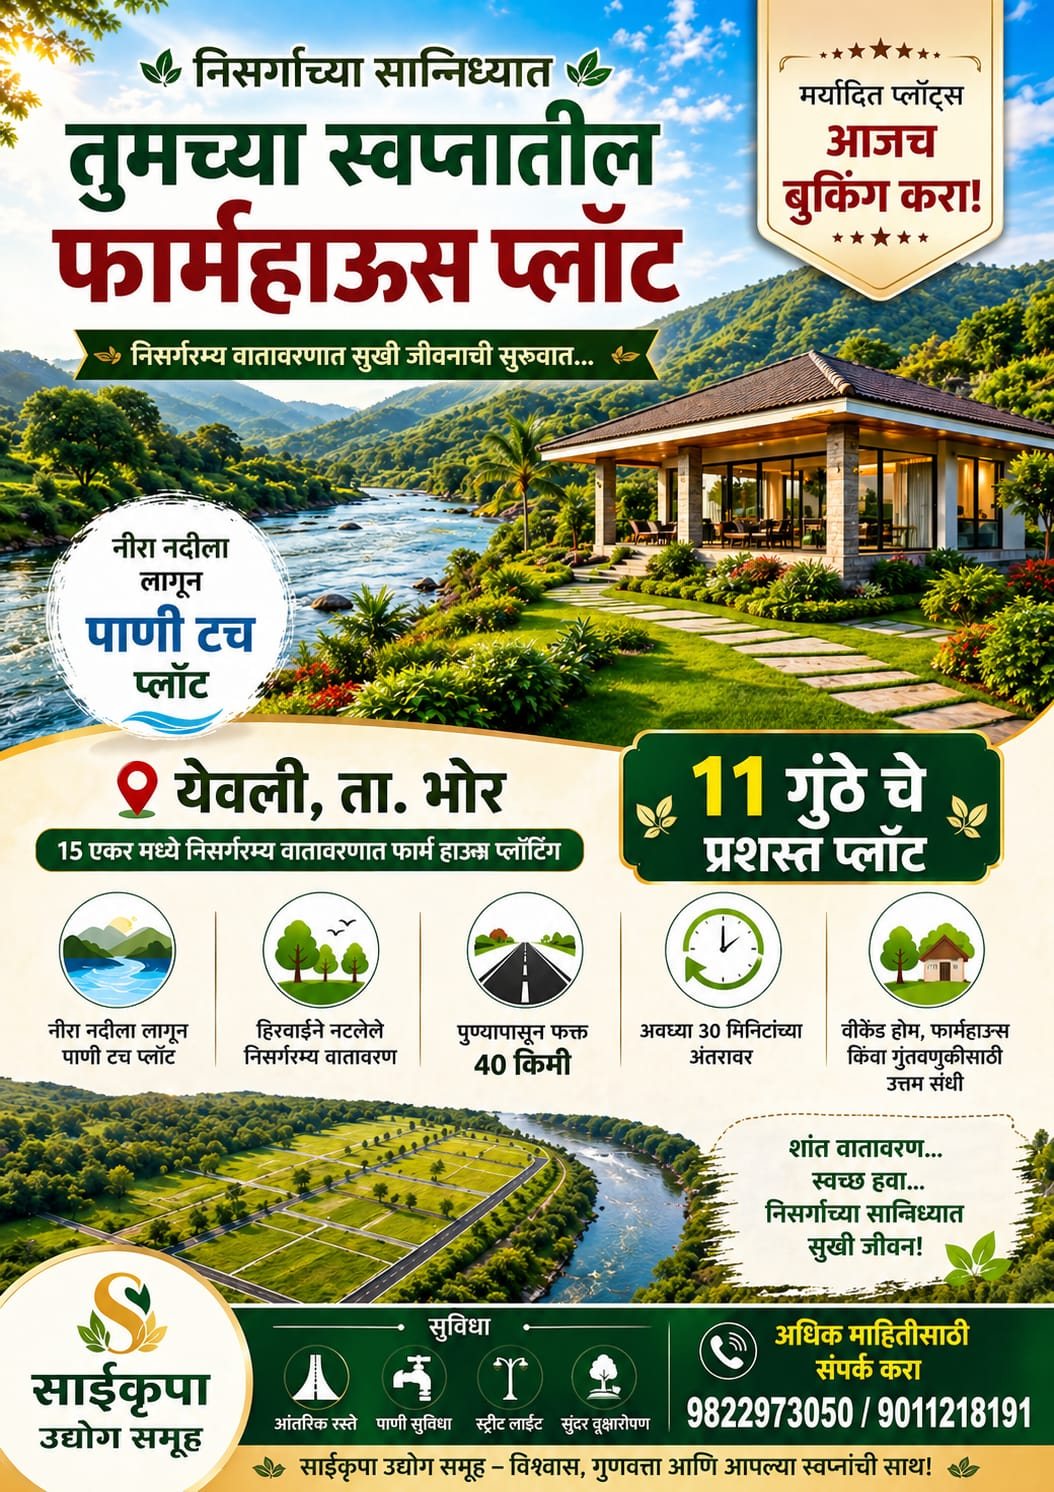 निसर्गाच्या सान्निध्यात
तुमच्या स्वप्नातील
फार्महाऊस प्लॉट
निसर्गरम्य वातावरणात सुखी जीवनाची सुरूवात...
मर्यादित प्लॉट्स
आजच
बुकिंग करा!
नीरा नदीला
लागून
पाणी टच
प्लॉट
येवली, ता. भोर
15 एकर मध्ये निसर्गरम्य वातावरणात फार्म हाऊस प्लॉटिंग
11 गुंठे चे
प्रशस्त प्लॉट
नीरा नदीला लागून
पाणी टच प्लॉट
हिरवाईने नटलेले
निसर्गरम्य वातावरण
पुण्यापासून फक्त
40 किमी
अवघ्या 30 मिनिटांच्या
अंतरावर
वीकेंड होम, फार्महाउस
किंवा गुंतवणुकीसाठी
उत्तम संधी
शांत वातावरण...
स्वच्छ हवा...
निसर्गाच्या सान्निध्यात
सुखी जीवन!
साईकृपा
उद्योग समूह
सुविधा
आंतरिक रस्ते
पाणी सुविधा
स्ट्रीट लाईट
सुंदर वृक्षारोपण
अधिक माहितीसाठी
संपर्क करा
9822973050 / 9011218191
साईकृपा उद्योग समूह – विश्वास, गुणवत्ता आणि आपल्या स्वप्नांची साथ!